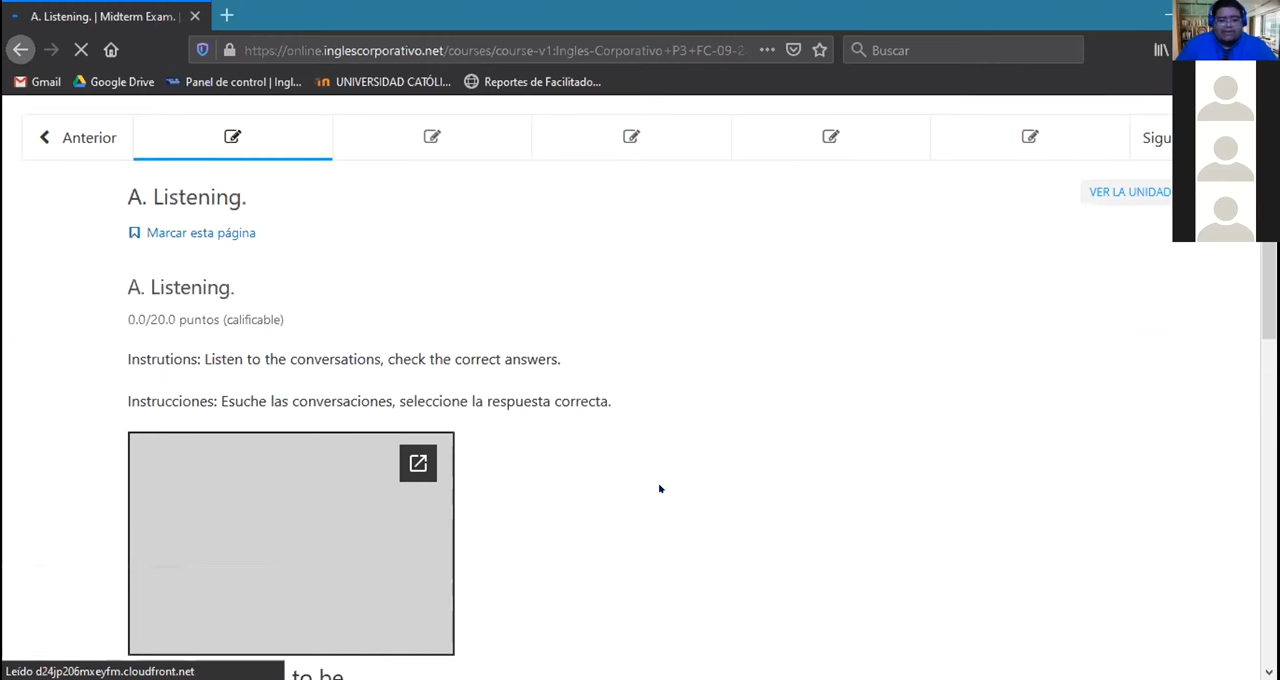 A. Listening. | Midterm Exam. |
https://online.inglescorporativo.net/courses/course-v1:Ingles-Corporativo+P3+FC-09-2
Buscar
Gmail Google Drive Panel de control | Ingl... UNIVERSIDAD CATÓLI... Reportes de Facilitado...
Anterior
Sigu
A. Listening.
VER LA UNIDAD
Marcar esta página
A. Listening.
0.0/20.0 puntos (calificable)
Instrutions: Listen to the conversations, check the correct answers.
Instrucciones: Esuche las conversaciones, seleccione la respuesta correcta.
Leído d24jp206mxeyfm.cloudfront.net
to be